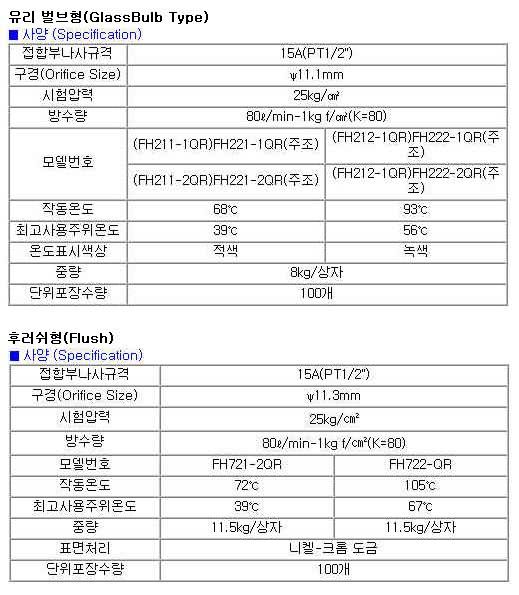 유리 벌브형(GlassBulb Type)
■ 사양 (Specification)
접합부나사규격 15A(PT1/2")
구경(Orifice Size) ψ11.1mm
시험압력 25kg/㎠
방수량 80ℓ/min-1kg f/㎠(K=80)
모델번호 (FH211-1QR)FH221-1QR(주조) (FH212-1QR)FH222-1QR(주
조)
(FH211-2QR)FH221-2QR(주조) (FH212-1QR)FH222-2QR(주
조)
작동온도 68℃ 93℃
최고사용주위온도 39℃ 56℃
온도표시색상 적색 녹색
중량 8kg/상자
단위포장수량 100개
후러쉬형(Flush)
■ 사양 (Specification)
접합부나사규격 15A(PT1/2")
구경(Orifice Size) ψ11.3mm
시험압력 25kg/㎠
방수량 80ℓ/min-1kg f/㎠(K=80)
모델번호 FH721-2QR FH722-QR
작동온도 72℃ 105℃
최고사용주위온도 39℃ 67℃
중량 11.5kg/상자 11.5kg/상자
표면처리 니켈-크롬 도금
단위포장수량 100개